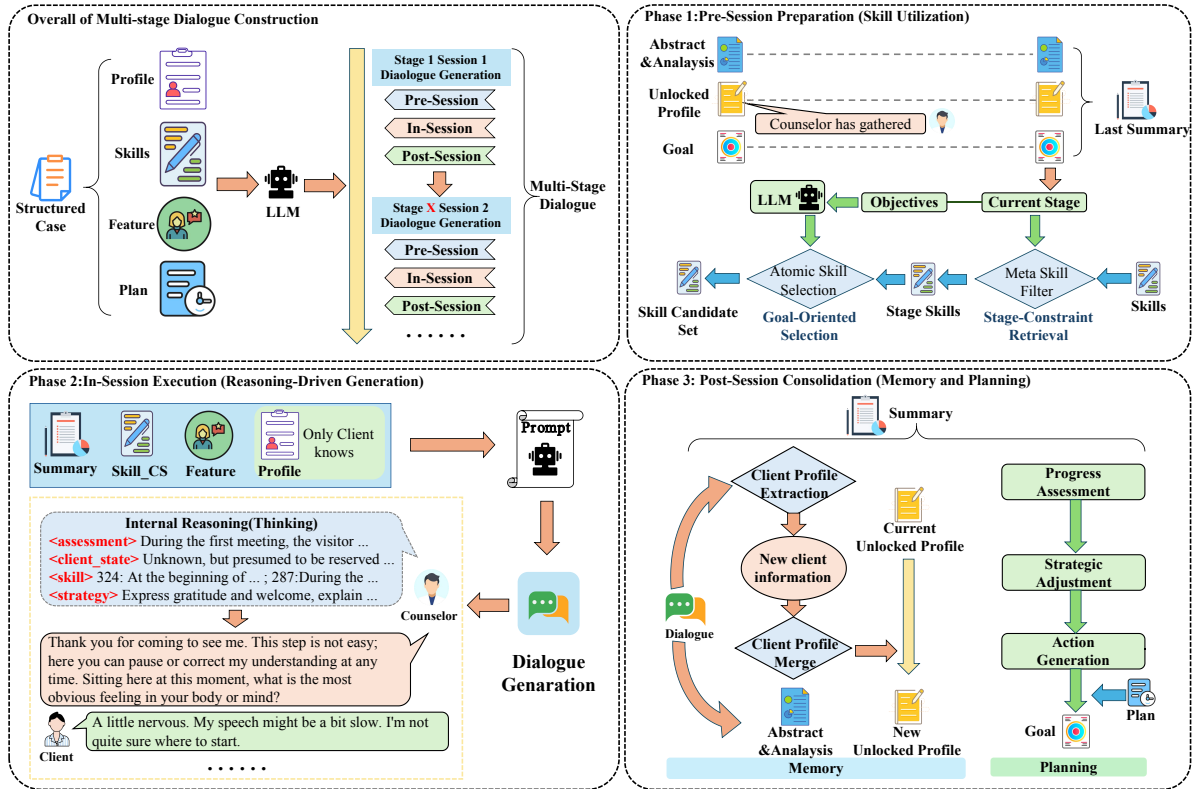 Overall of Multi-stage Dialogue Construction
Profile
Skills
Feature
Plan
Structured
Case
LLM
Stage 1 Session 1
Diaologue Generation
Pre-Session
In-Session
Post-Session
Stage X Session 2
Diaologue Generation
Pre-Session
In-Session
Post-Session
......
Multi-Stage
Dialogue
Phase 1:Pre-Session Preparation (Skill Utilization)
Abstract
&Analaysis
Unlocked
Profile
Counselor has gathered
Goal
Last Summary
LLM
Objectives
Current Stage
Atomic Skill
Selection
Meta Skill
Filter
Skill Candidate
Set
Goal-Oriented
Selection
Stage Skills
Stage-Constraint
Retrieval
Skills
Phase 2:In-Session Execution (Reasoning-Driven Generation)
Summary
Skill_CS
Feature
Profile
Only Client
knows
Prompt
Internal Reasoning(Thinking)
<assessment> During the first meeting, the visitor ...
<client_state> Unknown, but presumed to be reserved ...
<skill> 324: At the beginning of ... ; 287:During the ...
<strategy> Express gratitude and welcome, explain ...
Counselor
Thank you for coming to see me. This step is not easy;
here you can pause or correct my understanding at any
time. Sitting here at this moment, what is the most
obvious feeling in your body or mind?
A little nervous. My speech might be a bit slow. I'm not
quite sure where to start.
Client
......
Dialogue
Genaration
Phase 3: Post-Session Consolidation (Memory and Planning)
Summary
Client Profile
Extraction
New client
information
Client Profile
Merge
Dialogue
Current
Unlocked Profile
Abstract
&Analaysis
New
Unlocked Profile
Memory
Progress
Assessment
Strategic
Adjustment
Action
Generation
Plan
Goal
Planning